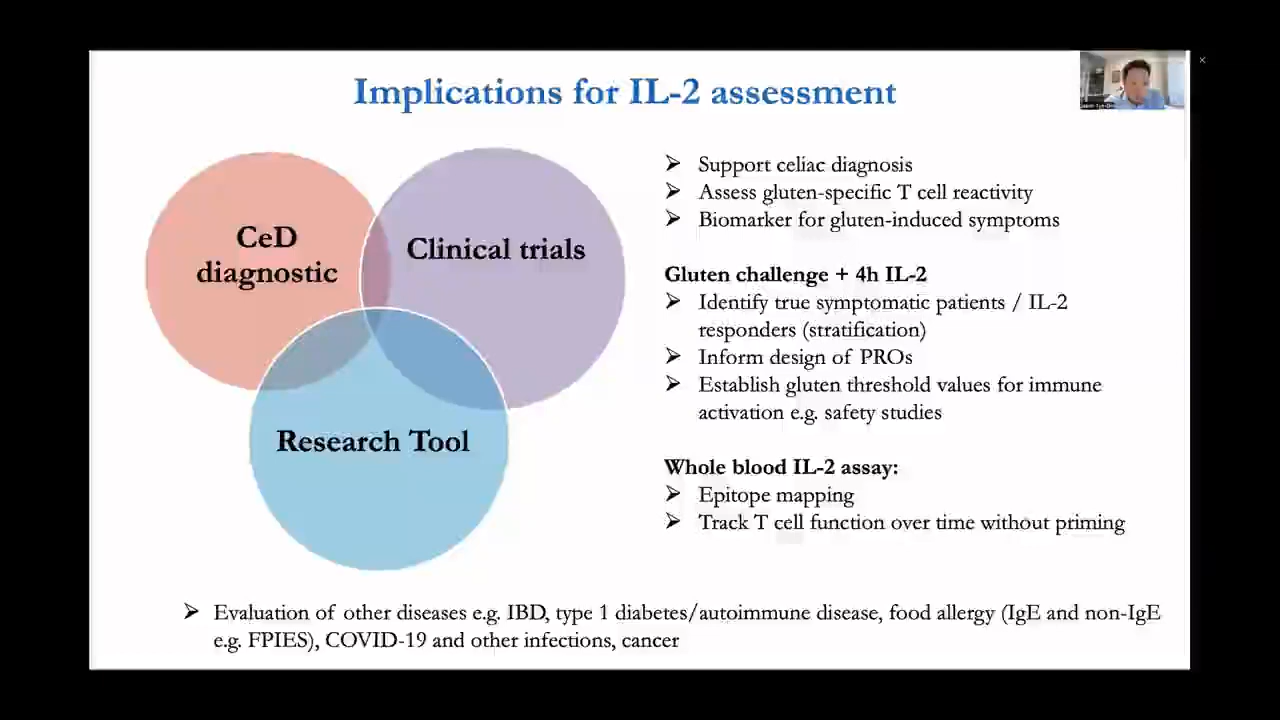 Implications for IL-2 assessment
CeD
diagnostic
Clinical trials
Research Tool
➢ Support celiac diagnosis
➢ Assess gluten-specific T cell reactivity
➢ Biomarker for gluten-induced symptoms
Gluten challenge + 4h IL-2
➢ Identify true symptomatic patients / IL-2
responders (stratification)
➢ Inform design of PROs
➢ Establish gluten threshold values for immune
activation e.g. safety studies
Whole blood IL-2 assay:
➢ Epitope mapping
➢ Track T cell function over time without priming
➢ Evaluation of other diseases e.g. IBD, type 1 diabetes/autoimmune disease, food allergy (IgE and non-IgE
e.g. FPIES), COVID-19 and other infections, cancer